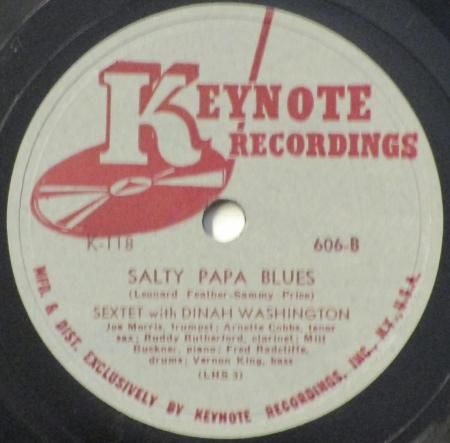 KEYNOTE
RECORDINGS
K-118 606-B
SALTY PAPA BLUES
(Leonard Feather-Sammy Price)
SEXTET with DINAH WASHINGTON
Joe Morris, trumpet; Arnette Cobbs, tenor
sax; Ruddy Rutherford, clarinet; Milt
Buckner, piano; Fred Radcliffe,
drums; Vernon King, bass
(LHS 3)
MFG. & DIST. EXCLUSIVELY BY KEYNOTE RECORDINGS, INC., N.Y., U.S.A.